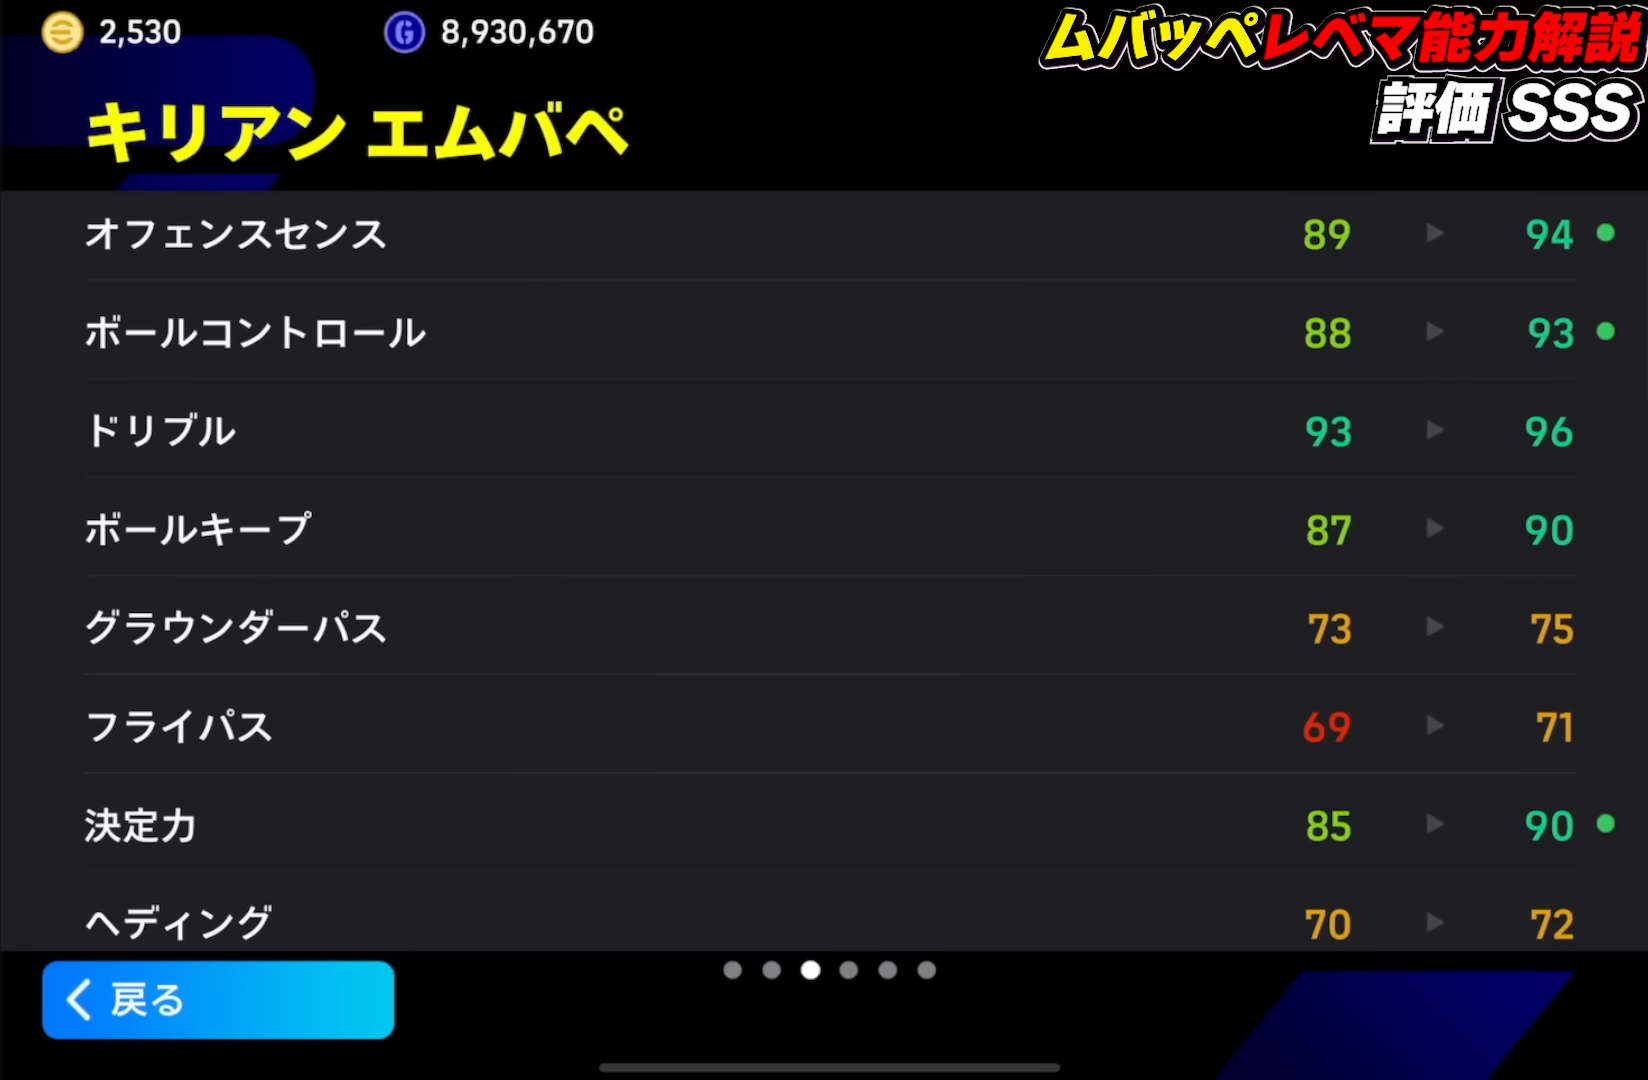 2,530 8,930,670
ムバッペレベマ能力解説
評価 SSS
キリアン エムバペ
オフェンスセンス 89 ▶ 94
ボールコントロール 88 ▶ 93
ドリブル 93 ▶ 96
ボールキープ 87 ▶ 90
グラウンダーパス 73 ▶ 75
フライパス 69 ▶ 71
決定力 85 ▶ 90
ヘディング 70 ▶ 72
戻る